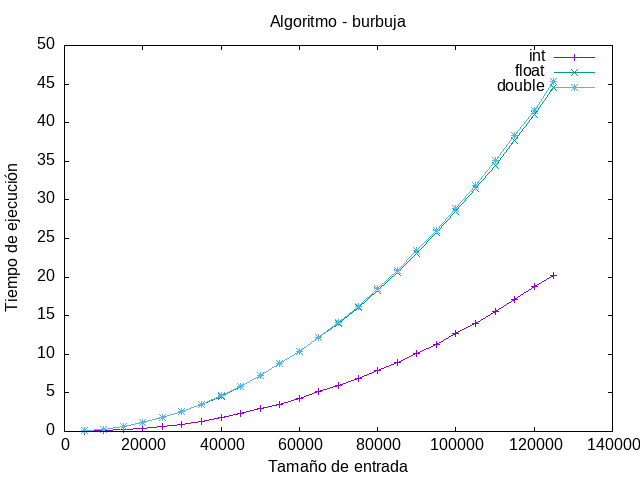 Algoritmo - burbuja
int
float
double
50
45
40
35
30
25
20
15
10
5
0
Tiempo de ejecución
0 20000 40000 60000 80000 100000 120000 140000
Tamaño de entrada